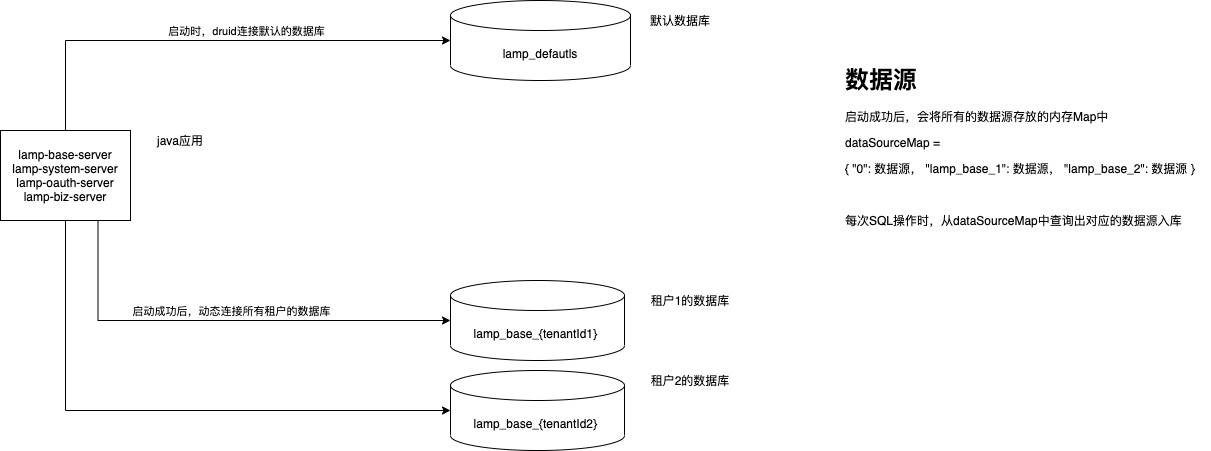 启动时，druid连接默认的数据库
默认数据库
lamp_defautls
数据源
启动成功后，会将所有的数据源存放的内存Map中
dataSourceMap =
{ "0": 数据源， "lamp_base_1": 数据源， "lamp_base_2": 数据源 }
每次SQL操作时，从dataSourceMap中查询出对应的数据源入库
java应用
lamp-base-server
lamp-system-server
lamp-oauth-server
lamp-biz-server
启动成功后，动态连接所有租户的数据库
租户1的数据库
lamp_base_{tenantId1}
租户2的数据库
lamp_base_{tenantId2}